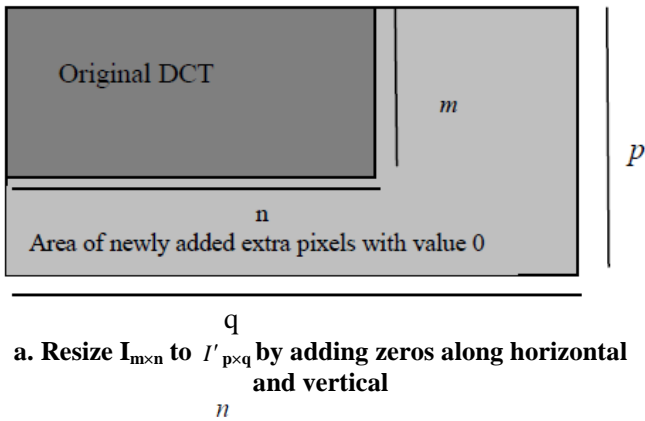 Original DCT
m
p
n
Area of newly added extra pixels with value 0
q
a. Resize Im×n to I′p×q by adding zeros along horizontal
and vertical
n